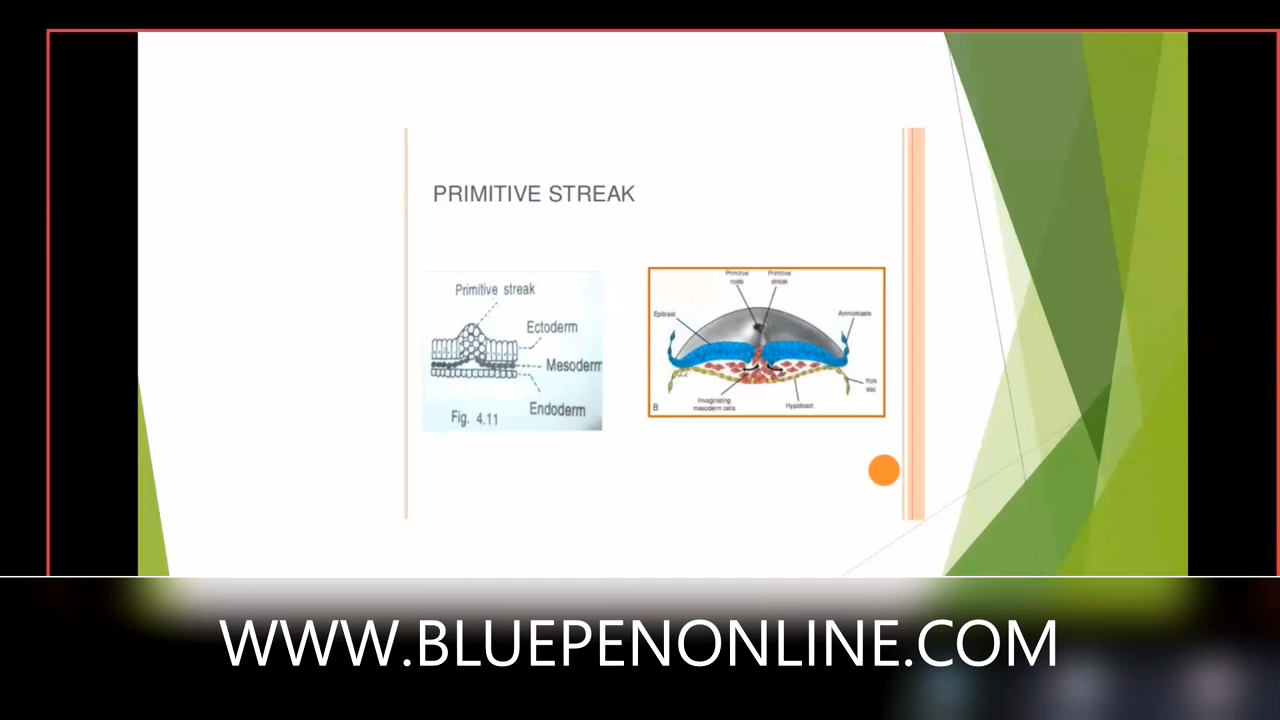 PRIMITIVE STREAK
Primitive streak
Ectoderm
Mesoderm
Endoderm
Fig. 4.11
Primitive
node
Primitive
streak
Epiblast
Amnioblasts
Yolk
sac
Invaginating
mesoderm cells
Hypoblast
B
WWW.BLUEPENONLINE.COM